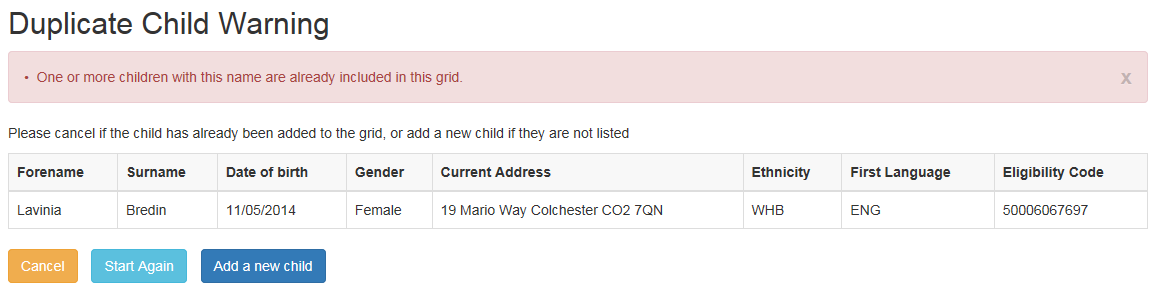 Duplicate Child Warning
• One or more children with this name are already included in this grid. x
Please cancel if the child has already been added to the grid, or add a new child if they are not listed
Forename Surname Date of birth Gender Current Address Ethnicity First Language Eligibility Code
Lavinia Bredin 11/05/2014 Female 19 Mario Way Colchester CO2 7QN WHB ENG 50006067697
Cancel Start Again Add a new child